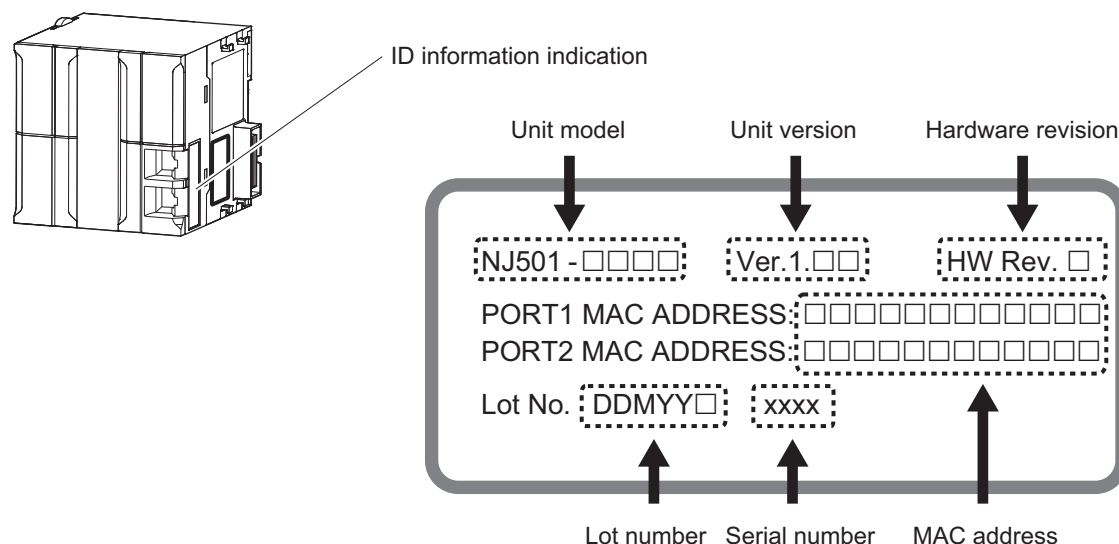 ID information indication
Unit model Unit version Hardware revision
NJ501-□□□□ Ver.1.□□ HW Rev. □
PORT1 MAC ADDRESS: □□□□□□□□□□□□
PORT2 MAC ADDRESS: □□□□□□□□□□□□
Lot No. DDMYY□ xxxx
Lot number Serial number MAC address